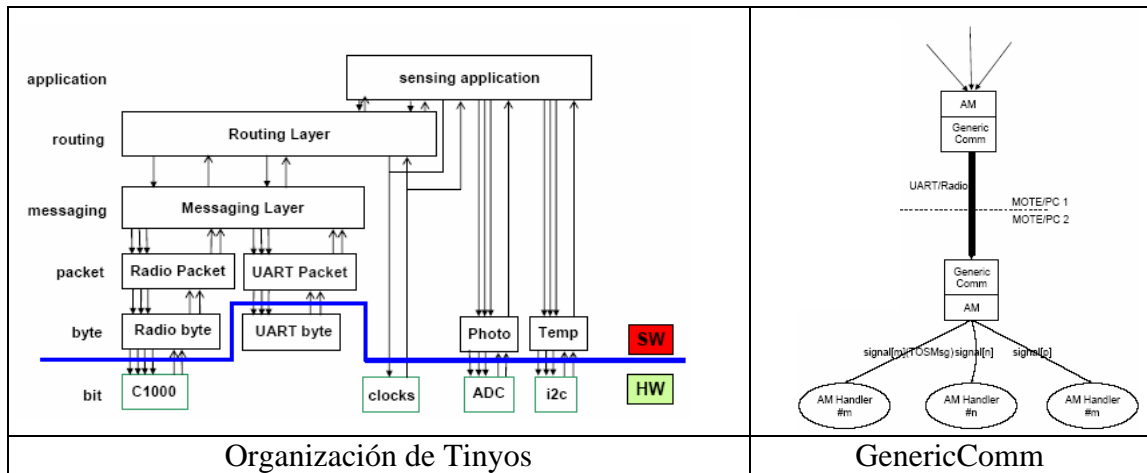 application
sensing application
routing
Routing Layer
messaging
Messaging Layer
packet
Radio Packet
UART Packet
byte
Radio byte
UART byte
Photo
Temp
SW
bit
C1000
clocks
ADC
i2c
HW
Organización de Tinyos
AM
Generic
Comm
UART/Radio
MOTE/PC 1
MOTE/PC 2
Generic
Comm
AM
signal[m](TOSMsg)
signal[n]
signal[p]
AM Handler
#m
AM Handler
#n
AM Handler
#m
GenericComm